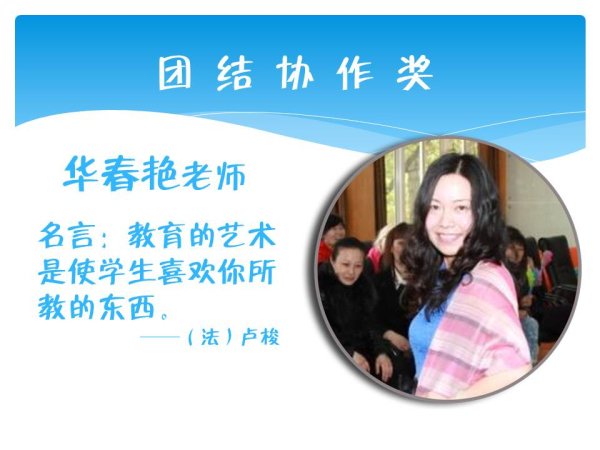 团结协作奖
华春艳老师
名言：教育的艺术
是使学生喜欢你所
教的东西。
——（法）卢梭